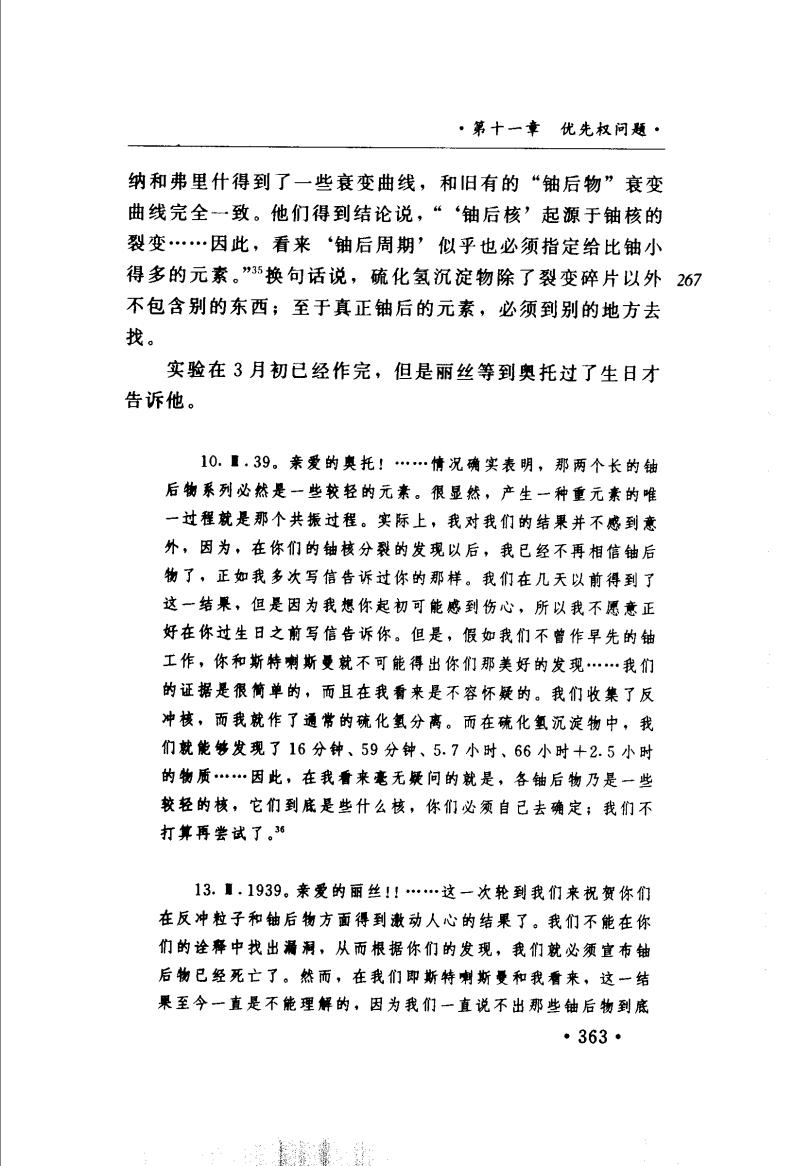 ·第十一章　优先权问题·
纳和弗里什得到了一些衰变曲线，和旧有的“铀后物”衰变
曲线完全一致。他们得到结论说，“‘铀后核’起源于铀核的
裂变……因此，看来‘铀后周期’似乎也必须指定给比铀小
得多的元素。”35换句话说，硫化氢沉淀物除了裂变碎片以外
267
不包含别的东西；至于真正铀后的元素，必须到别的地方去
找。
实验在 3 月初已经作完，但是丽丝等到奥托过了生日才
告诉他。
10. Ⅲ. 39。亲爱的奥托！……情况确实表明，那两个长的铀
后物系列必然是一些较轻的元素。很显然，产生一种重元素的唯
一过程就是那个共振过程。实际上，我对我们的结果并不感到意
外，因为，在你们的铀核分裂的发现以后，我已经不再相信铀后
物了，正如我多次写信告诉过你的那样。我们在几天以前得到了
这一结果，但是因为我想你起初可能感到伤心，所以我不愿意正
好在你过生日之前写信告诉你。但是，假如我们不曾作早先的铀
工作，你和斯特喇斯曼就不可能得出你们那美好的发现……我们
的证据是很简单的，而且在我看来是不容怀疑的。我们收集了反
冲核，而我就作了通常的硫化氢分离。而在硫化氢沉淀物中，我
们就能够发现了 16 分钟、59 分钟、5.7 小时、66 小时＋2.5 小时
的物质……因此，在我看来毫无疑问的就是，各铀后物乃是一些
较轻的核，它们到底是些什么核，你们必须自己去确定；我们不
打算再尝试了。36
13. Ⅲ. 1939。亲爱的丽丝！！……这一次轮到我们来祝贺你们
在反冲粒子和铀后物方面得到激动人心的结果了。我们不能在你
们的诠释中找出漏洞，从而根据你们的发现，我们就必须宣布铀
后物已经死亡了。然而，在我们即斯特喇斯曼和我看来，这一结
果至今一直是不能理解的，因为我们一直说不出那些铀后物到底
·363·